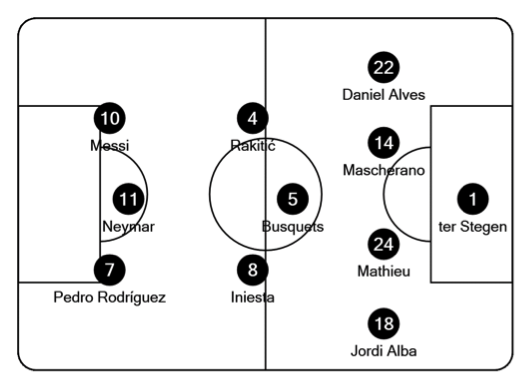 22
Daniel Alves
10
Messi
4
Rakitić
14
Mascherano
11
Neymar
5
Busquets
1
ter Stegen
24
Mathieu
7
Pedro Rodríguez
8
Iniesta
18
Jordi Alba